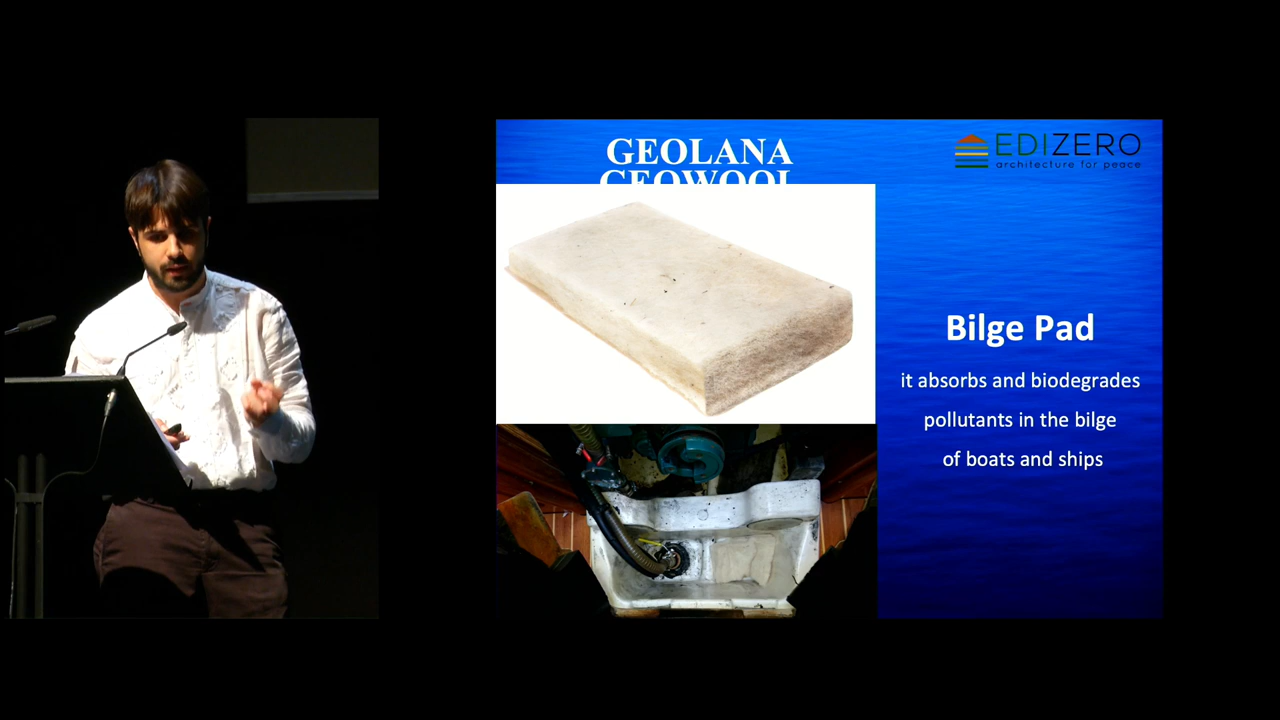 GEOLANA
GEOWOOL
EDIZERO
architecture for peace
Bilge Pad
it absorbs and biodegrades
pollutants in the bilge
of boats and ships